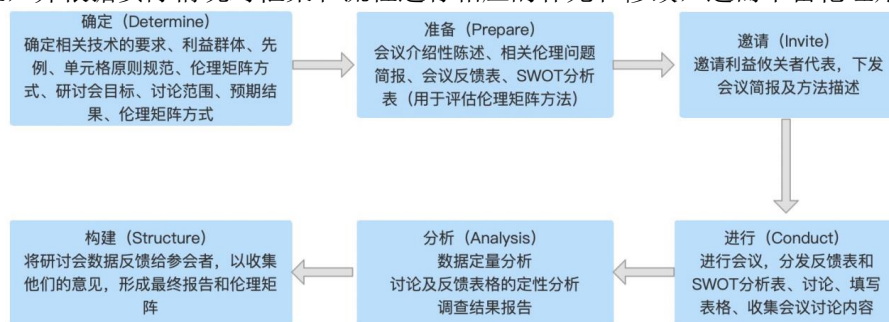 确定（Determine）
确定相关技术的要求、利益群体、先
例、单元格原则规范、伦理矩阵方
式、研讨会目标、讨论范围、预期结
果、伦理矩阵方式
准备（Prepare）
会议介绍性陈述、相关伦理问题
简报、会议反馈表、SWOT分析
表（用于评估伦理矩阵方法）
邀请（Invite）
邀请利益攸关者代表，下发
会议简报及方法描述
构建（Structure）
将研讨会数据反馈给参会者，以收集
他们的意见，形成最终报告和伦理矩
阵
分析（Analysis）
数据定量分析
讨论及反馈表格的定性分析
调查结果报告
进行（Conduct）
进行会议，分发反馈表和
SWOT分析表、讨论、填写
表格、收集会议讨论内容